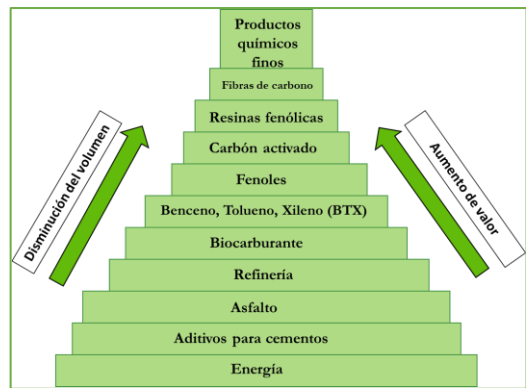 Productos
químicos
finos
Fibras de carbono
Resinas fenólicas
Carbón activado
Fenoles
Benceno, Tolueno, Xileno (BTX)
Biocarburante
Refinería
Asfalto
Aditivos para cementos
Energía
Disminución del volumen
Aumento de valor